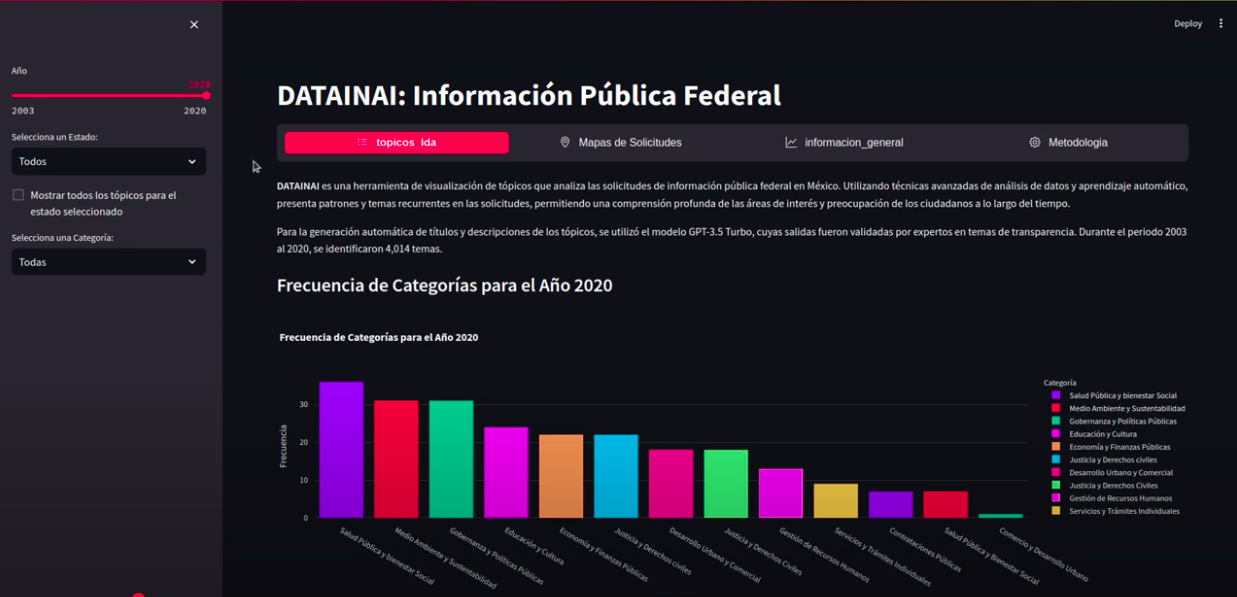 Deploy
Año
2020
2003 2020
Selecciona un Estado:
Todos
Mostrar todos los tópicos para el
estado seleccionado
Selecciona una Categoría:
Todas
DATAINAI: Información Pública Federal
topicos lda Mapas de Solicitudes informacion_general Metodologia
DATAINAI es una herramienta de visualización de tópicos que analiza las solicitudes de información pública federal en México. Utilizando técnicas avanzadas de análisis de datos y aprendizaje automático,
presenta patrones y temas recurrentes en las solicitudes, permitiendo una comprensión profunda de las áreas de interés y preocupación de los ciudadanos a lo largo del tiempo.
Para la generación automática de títulos y descripciones de los tópicos, se utilizó el modelo GPT-3.5 Turbo, cuyas salidas fueron validadas por expertos en temas de transparencia. Durante el periodo 2003
al 2020, se identificaron 4,014 temas.
Frecuencia de Categorías para el Año 2020
Frecuencia de Categorías para el Año 2020
Frecuencia
30
20
10
0
Salud Pública y bienestar Social
Medio Ambiente y Sustentabilidad
Gobernanza y Políticas Públicas
Educación y Cultura
Economía y Finanzas Públicas
Justicia y Derechos civiles
Desarrollo Urbano y Comercial
Justicia y Derechos Civiles
Gestión de Recursos Humanos
Servicios y Trámites Individuales
Contrataciones Públicas
Salud Pública y Bienestar Social
Comercio y Desarrollo Urbano
Categoría
Salud Pública y bienestar Social
Medio Ambiente y Sustentabilidad
Gobernanza y Políticas Públicas
Educación y Cultura
Economía y Finanzas Públicas
Justicia y Derechos civiles
Desarrollo Urbano y Comercial
Justicia y Derechos Civiles
Gestión de Recursos Humanos
Servicios y Trámites Individuales